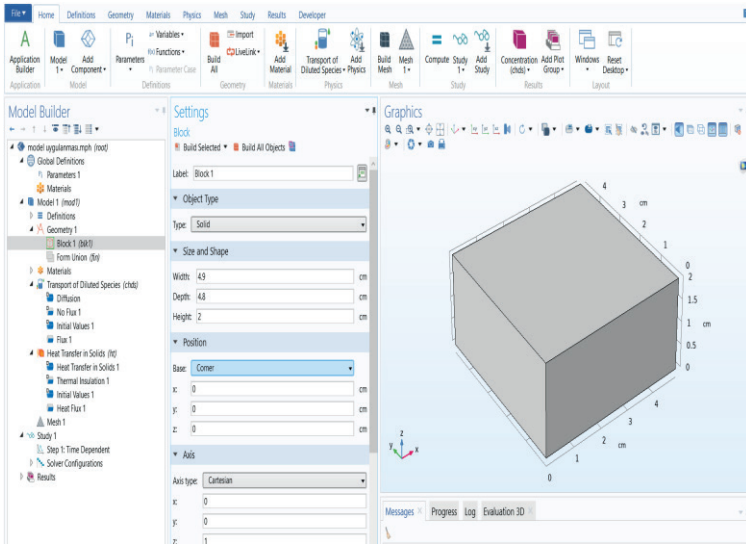 File Home Definitions Geometry Materials Physics Mesh Study Results Developer
Application Builder
Model 1
Add Component
Parameters
Variables
Functions
Parameter Case
Build All
Import
LiveLink
Add Material
Transport of Diluted Species
Add Physics
Build Mesh
Mesh 1
Compute
Study 1
Add Study
Concentration (chds)
Add Plot Group
Windows
Reset Desktop
Application Model Definitions Geometry Materials Physics Mesh Study Results Layout
Model Builder
model uygulanması.mph (root)
Global Definitions
Pi Parameters 1
Materials
Model 1 (mod1)
Definitions
Geometry 1
Block 1 (blk1)
Form Union (fin)
Materials
Transport of Diluted Species (chds)
Diffusion
No Flux 1
Initial Values 1
Flux 1
Heat Transfer in Solids (ht)
Heat Transfer in Solids 1
Thermal Insulation 1
Initial Values 1
Heat Flux 1
Mesh 1
Study 1
Step 1: Time Dependent
Solver Configurations
Results
Settings
Block
Build Selected Build All Objects
Label: Block 1
Object Type
Type: Solid
Size and Shape
Width: 4.9 cm
Depth: 4.8 cm
Height: 2 cm
Position
Base: Corner
x: 0 cm
y: 0 cm
z: 0 cm
Axis
Axis type: Cartesian
x: 0
y: 0
z: 1
Graphics
4
3 cm
2
1
0
2
1.5
1 cm
0.5
0
4
3
2 cm
1
0
z
y x
Messages Progress Log Evaluation 3D